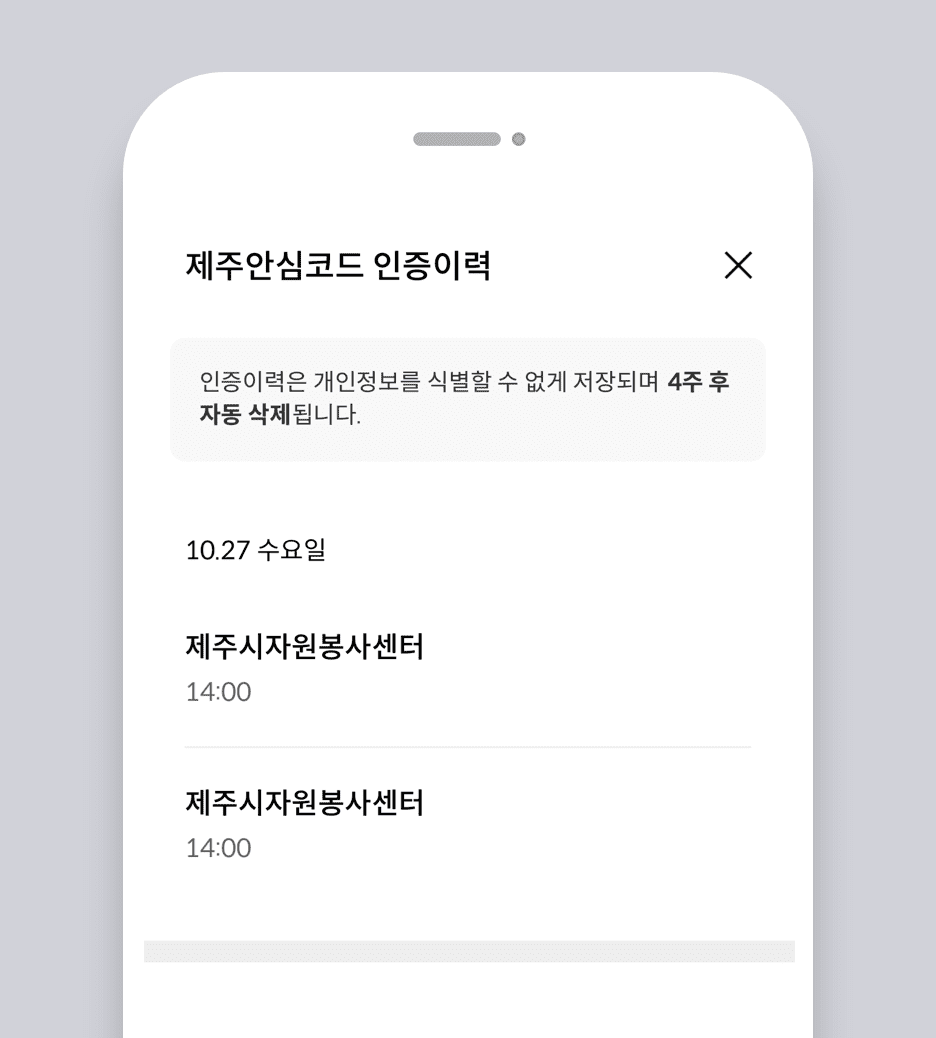 제주안심코드 인증이력
인증이력은 개인정보를 식별할 수 없게 저장되며 4주 후
자동 삭제됩니다.
10.27 수요일
제주시자원봉사센터
14:00
제주시자원봉사센터
14:00